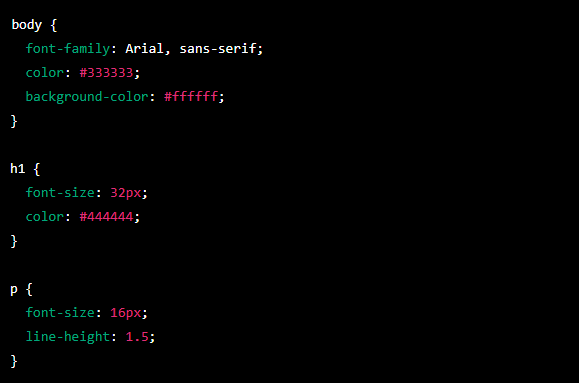 body {
  font-family: Arial, sans-serif;
  color: #333333;
  background-color: #ffffff;
}

h1 {
  font-size: 32px;
  color: #444444;
}

p {
  font-size: 16px;
  line-height: 1.5;
}